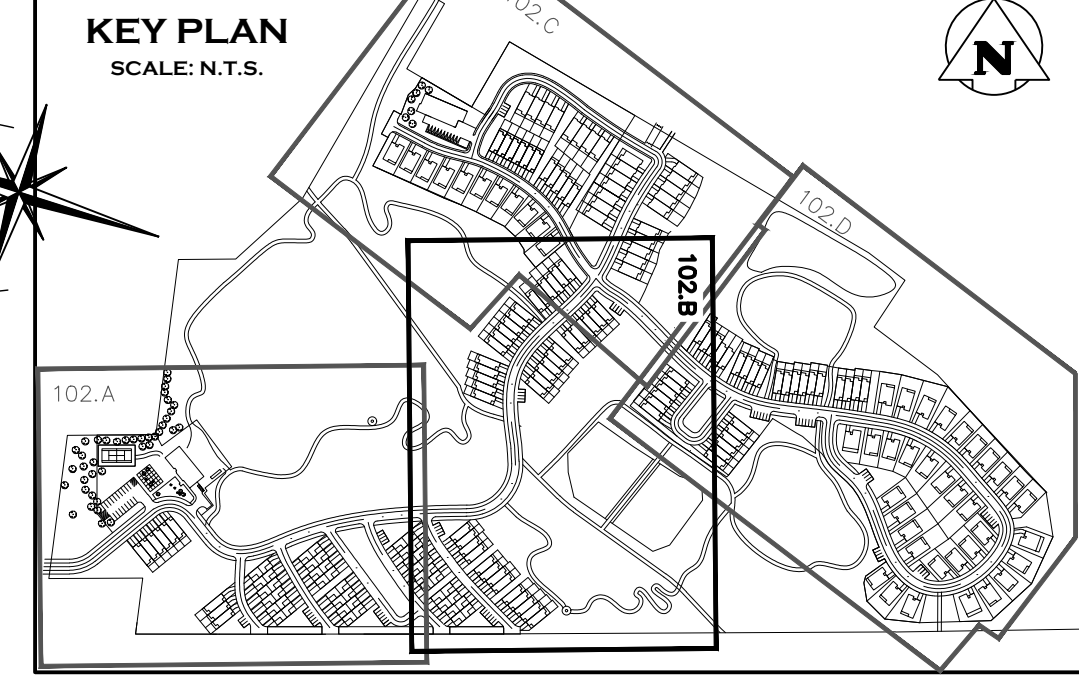 KEY PLAN
SCALE: N.T.S.
102.C
N
102.D
102.B
102.A